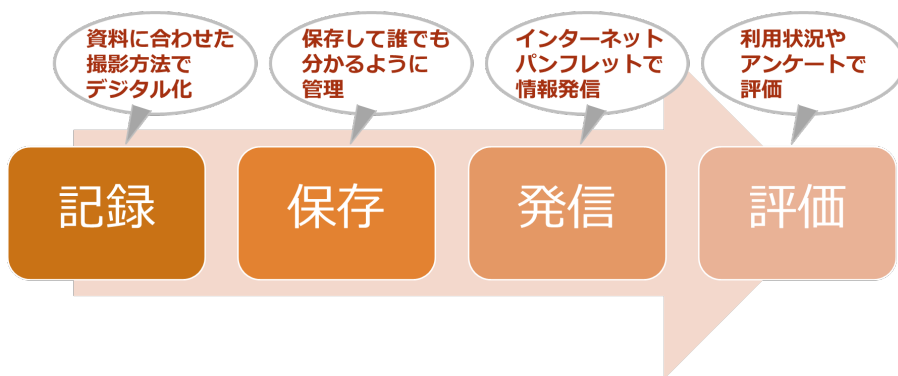 資料に合わせた
撮影方法で
デジタル化
保存して誰でも
分かるように
管理
インターネット
パンフレットで
情報発信
利用状況や
アンケートで
評価
記録
保存
発信
評価